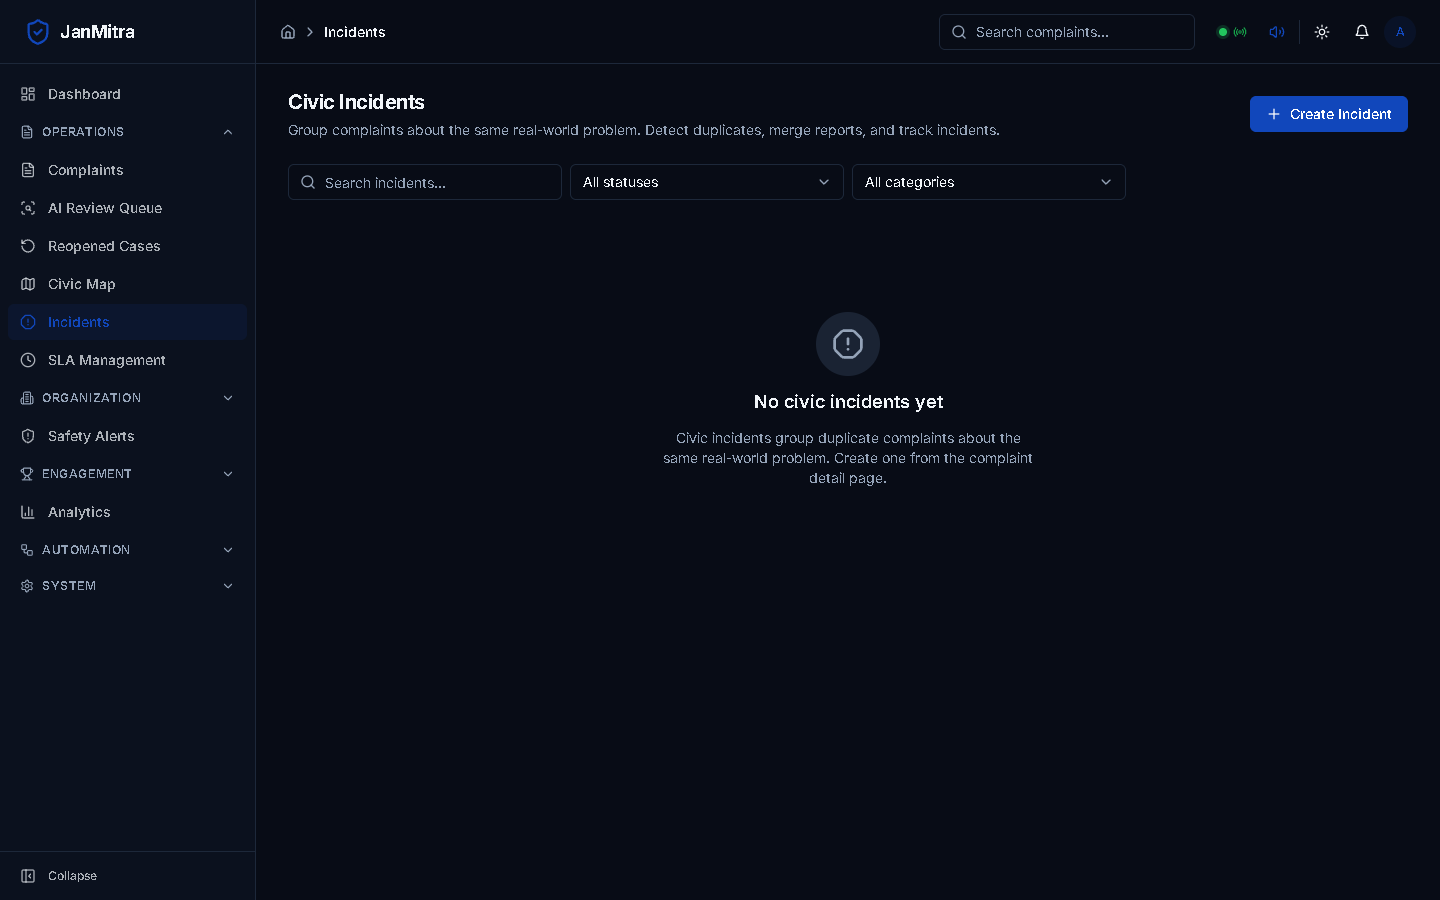 JanMitra
Incidents
Search complaints...
A
Dashboard
OPERATIONS
Complaints
AI Review Queue
Reopened Cases
Civic Map
Incidents
SLA Management
ORGANIZATION
Safety Alerts
ENGAGEMENT
Analytics
AUTOMATION
SYSTEM
Collapse
Civic Incidents
Group complaints about the same real-world problem. Detect duplicates, merge reports, and track incidents.
Create Incident
Search incidents...
All statuses
All categories
No civic incidents yet
Civic incidents group duplicate complaints about the
same real-world problem. Create one from the complaint
detail page.